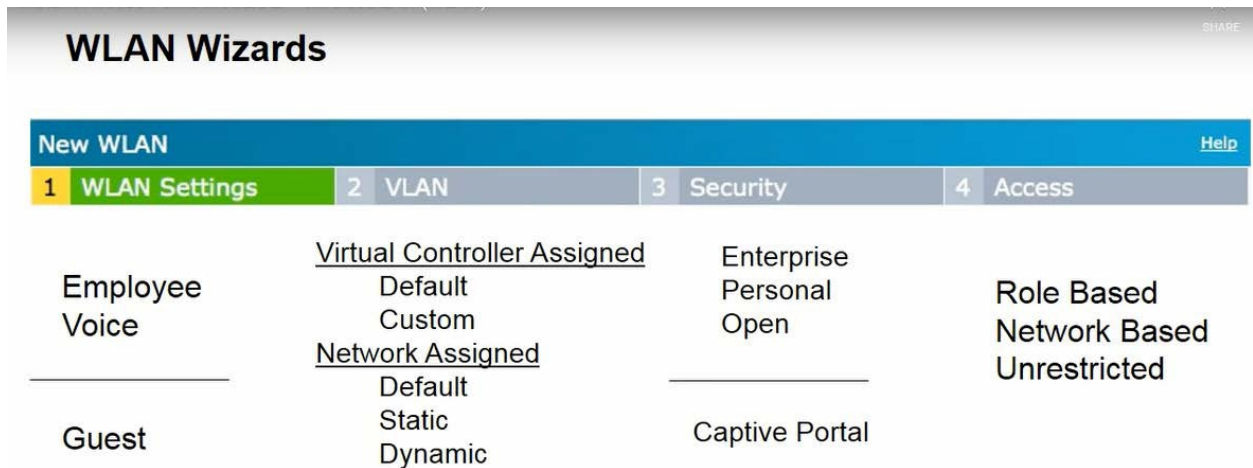 SHARE
WLAN Wizards
New WLAN Help
1 WLAN Settings 2 VLAN 3 Security 4 Access
Employee
Voice
Guest
Virtual Controller Assigned
Default
Custom
Network Assigned
Default
Static
Dynamic
Enterprise
Personal
Open
Captive Portal
Role Based
Network Based
Unrestricted